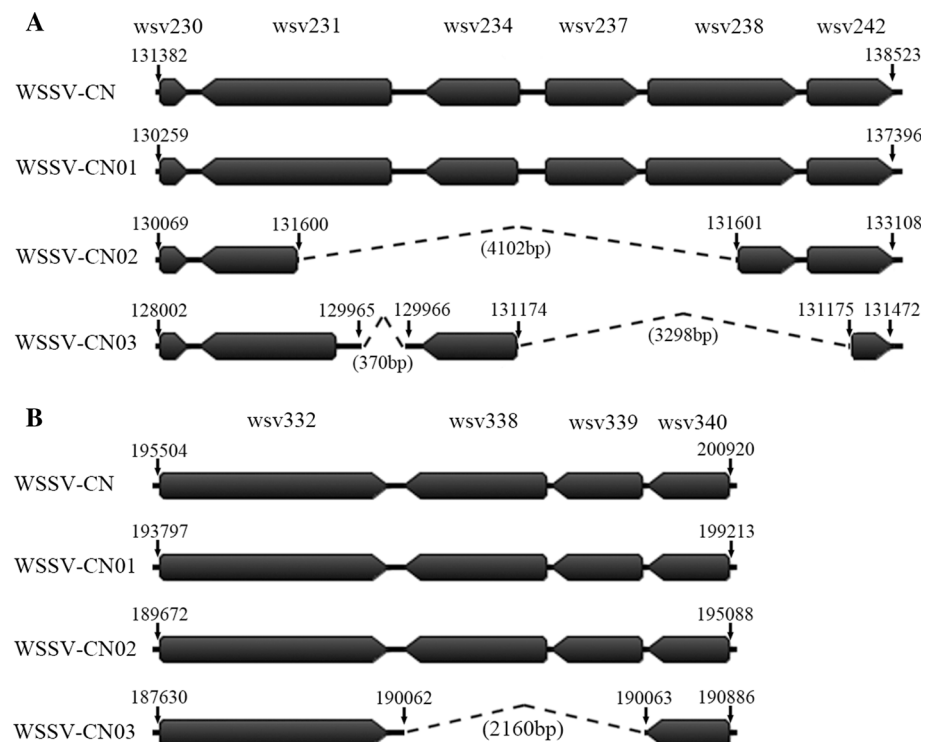 A
wsv230 wsv231 wsv234 wsv237 wsv238 wsv242
131382 138523
WSSV-CN
130259 137396
WSSV-CN01
130069 131600 131601 133108
WSSV-CN02 (4102bp)
128002 129965 129966 131174 131175 131472
WSSV-CN03 (370bp) (3298bp)
B
wsv332 wsv338 wsv339 wsv340
195504 200920
WSSV-CN
193797 199213
WSSV-CN01
189672 195088
WSSV-CN02
187630 190062 190063 190886
WSSV-CN03 (2160bp)